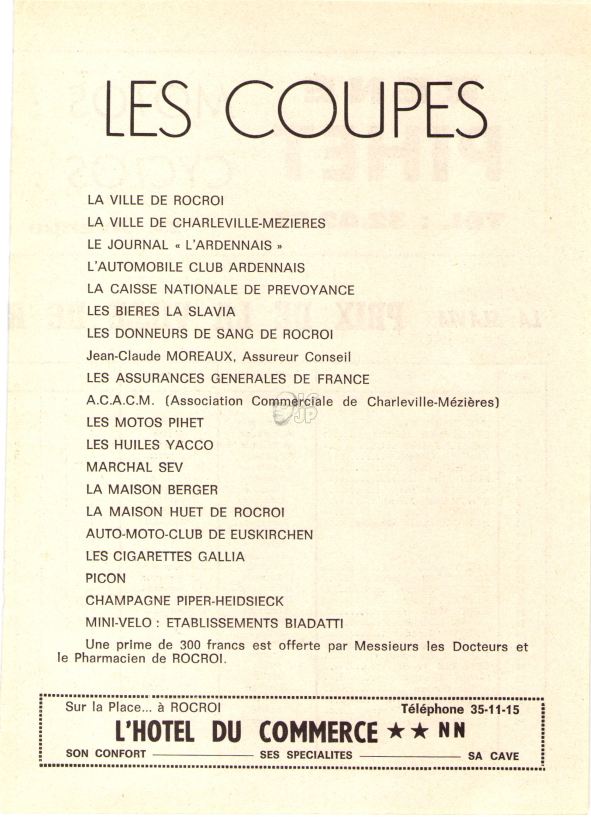 LES COUPES
LA VILLE DE ROCROI
LA VILLE DE CHARLEVILLE-MEZIERES
LE JOURNAL « L'ARDENNAIS »
L'AUTOMOBILE CLUB ARDENNAIS
LA CAISSE NATIONALE DE PREVOYANCE
LES BIERES LA SLAVIA
LES DONNEURS DE SANG DE ROCROI
Jean-Claude MOREAUX, Assureur Conseil
LES ASSURANCES GENERALES DE FRANCE
A.C.A.C.M. (Association Commerciale de Charleville-Mézières)
LES MOTOS PIHET
LES HUILES YACCO
MARCHAL SEV
LA MAISON BERGER
LA MAISON HUET DE ROCROI
AUTO-MOTO-CLUB DE EUSKIRCHEN
LES CIGARETTES GALLIA
PICON
CHAMPAGNE PIPER-HEIDSIECK
MINI-VELO : ETABLISSEMENTS BIADATTI
Une prime de 300 francs est offerte par Messieurs les Docteurs et
le Pharmacien de ROCROI.
Sur la Place... à ROCROI Téléphone 35-11-15
L'HOTEL DU COMMERCE ★★ NN
SON CONFORT — SES SPECIALITES — SA CAVE